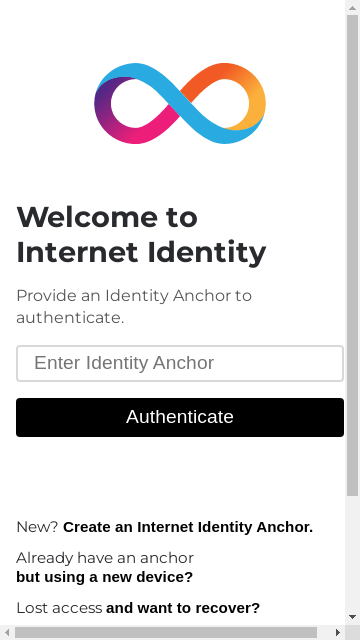 Welcome to
Internet Identity
Provide an Identity Anchor to
authenticate.
Enter Identity Anchor
Authenticate
New? Create an Internet Identity Anchor.
Already have an anchor
but using a new device?
Lost access and want to recover?